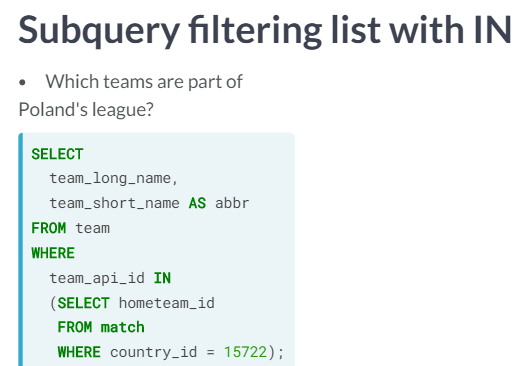 Subquery filtering list with IN
• Which teams are part of
Poland's league?
SELECT
team_long_name,
team_short_name AS abbr
FROM team
WHERE
team_api_id IN
(SELECT hometeam_id
FROM match
WHERE country_id = 15722);